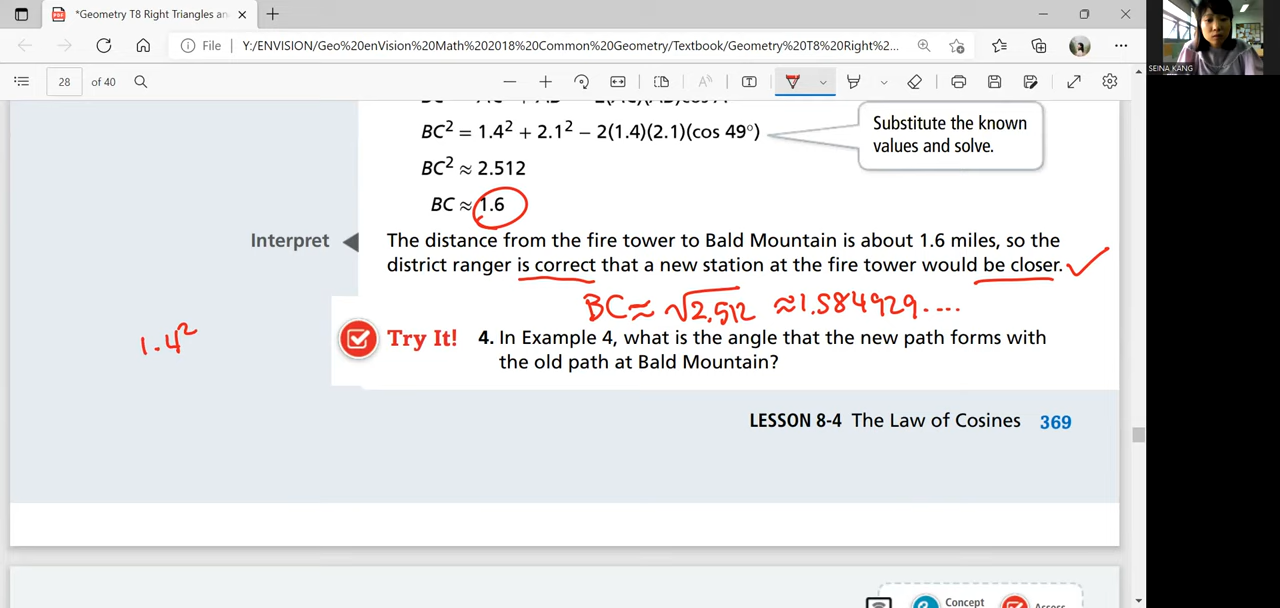 *Geometry T8 Right Triangles an
File
Y:/ENVISION/Geo%20enVision%20Math%202018%20Common%20Geometry/Textbook/Geometry%20T8%20Right%2...
SEINA KANG
28 of 40
BC² = 1.4² + 2.1² − 2(1.4)(2.1)(cos 49°)
Substitute the known
values and solve.
BC² ≈ 2.512
BC ≈ 1.6
Interpret
The distance from the fire tower to Bald Mountain is about 1.6 miles, so the
district ranger is correct that a new station at the fire tower would be closer.
BC ≈ √2.512 ≈ 1.584929....
1.4²
Try It! 4. In Example 4, what is the angle that the new path forms with
the old path at Bald Mountain?
LESSON 8-4 The Law of Cosines 369
Concept
Assess